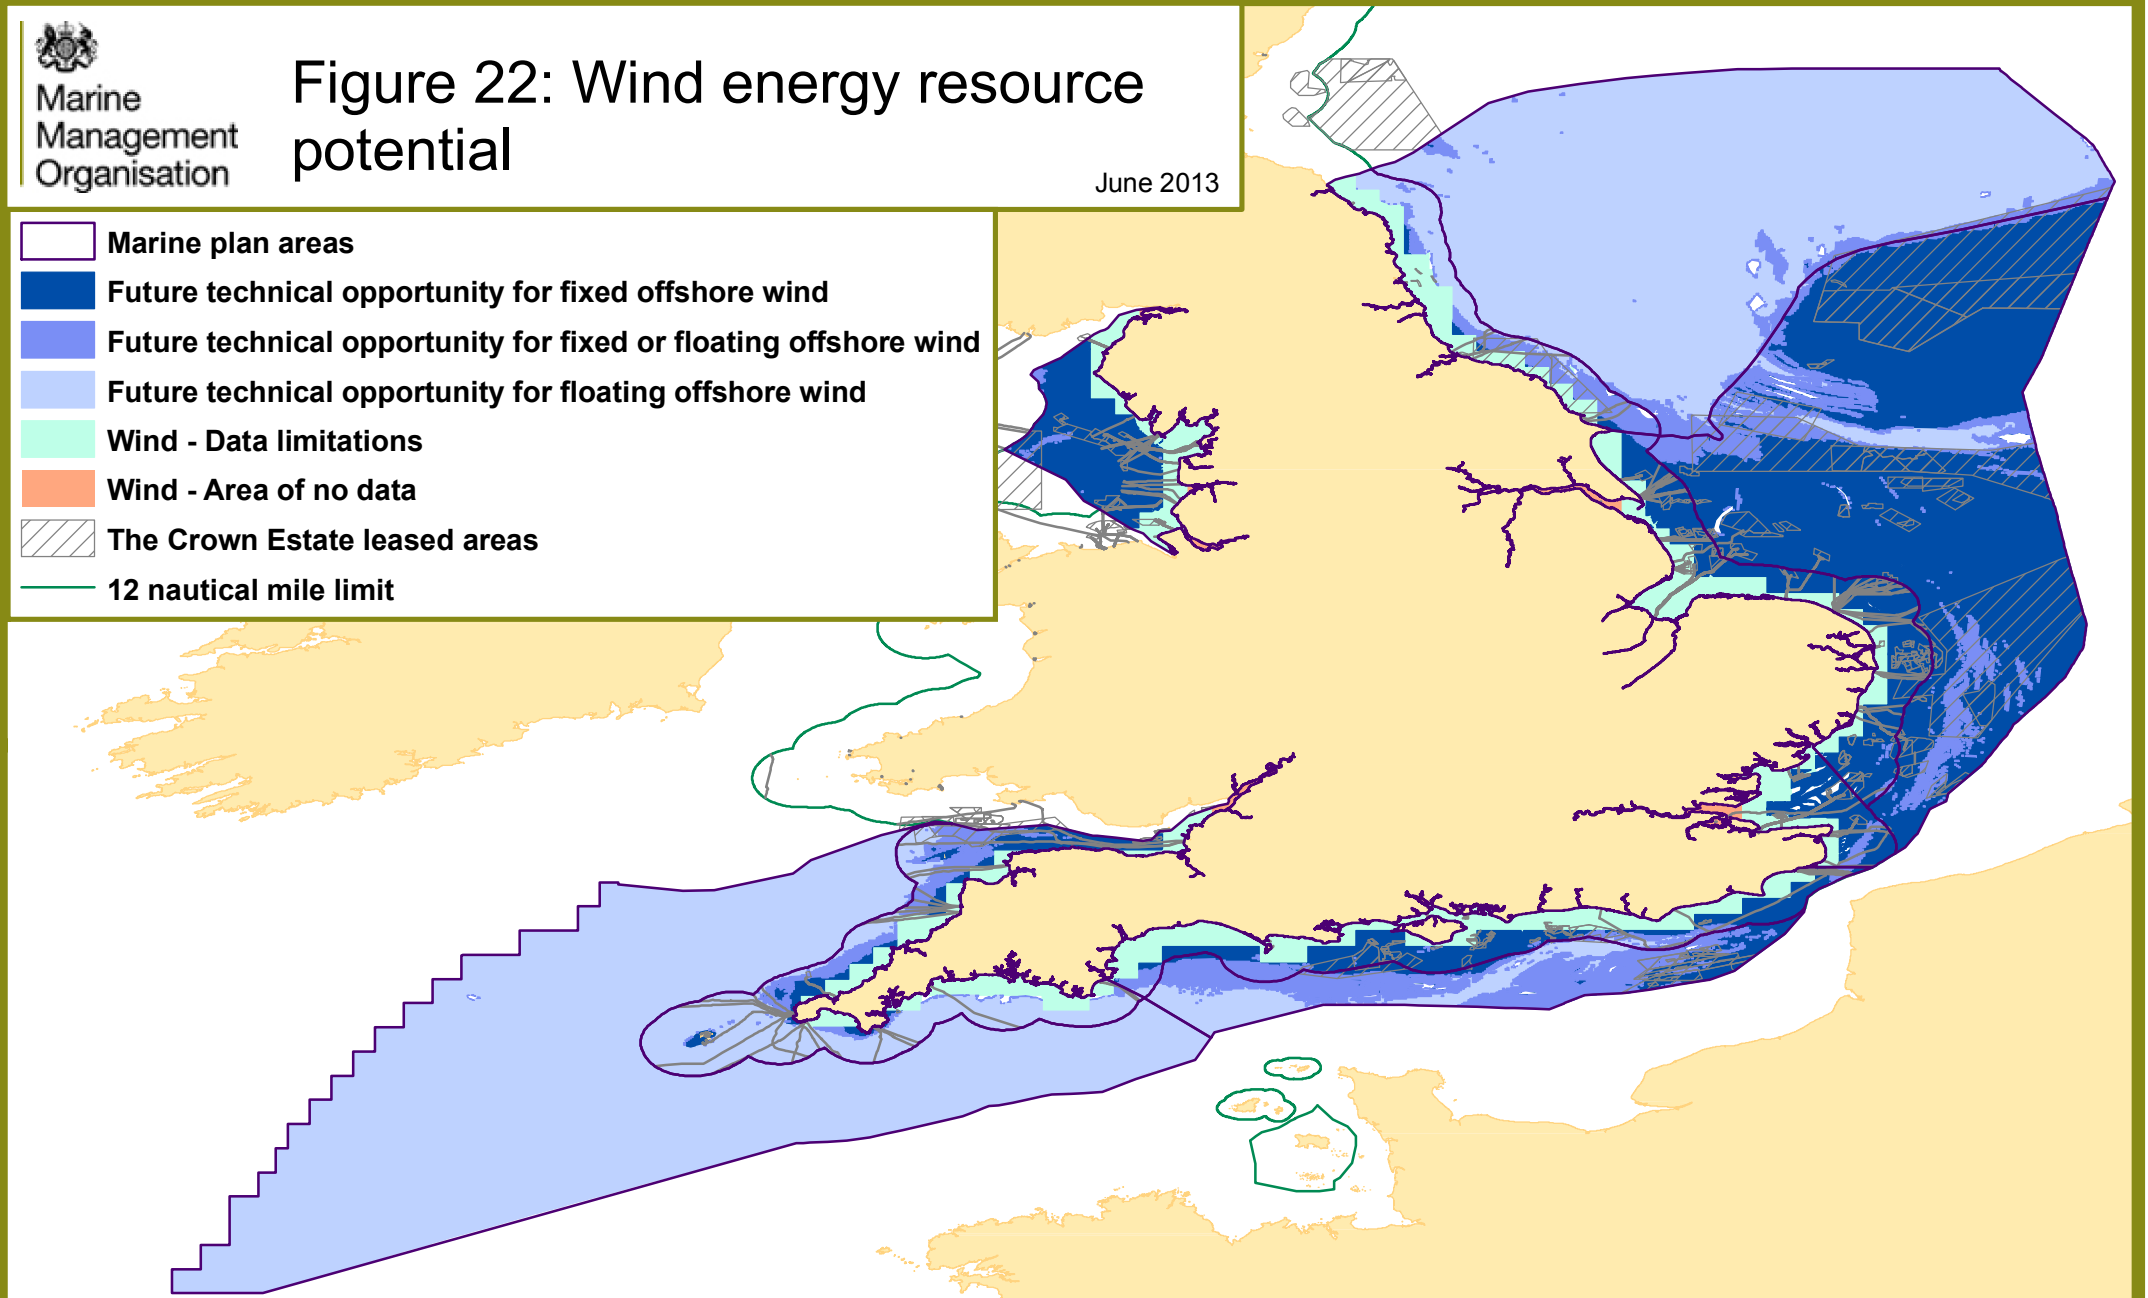 Marine
Management
Organisation
Figure 22: Wind energy resource
potential
June 2013
Marine plan areas
Future technical opportunity for fixed offshore wind
Future technical opportunity for fixed or floating offshore wind
Future technical opportunity for floating offshore wind
Wind - Data limitations
Wind - Area of no data
The Crown Estate leased areas
12 nautical mile limit